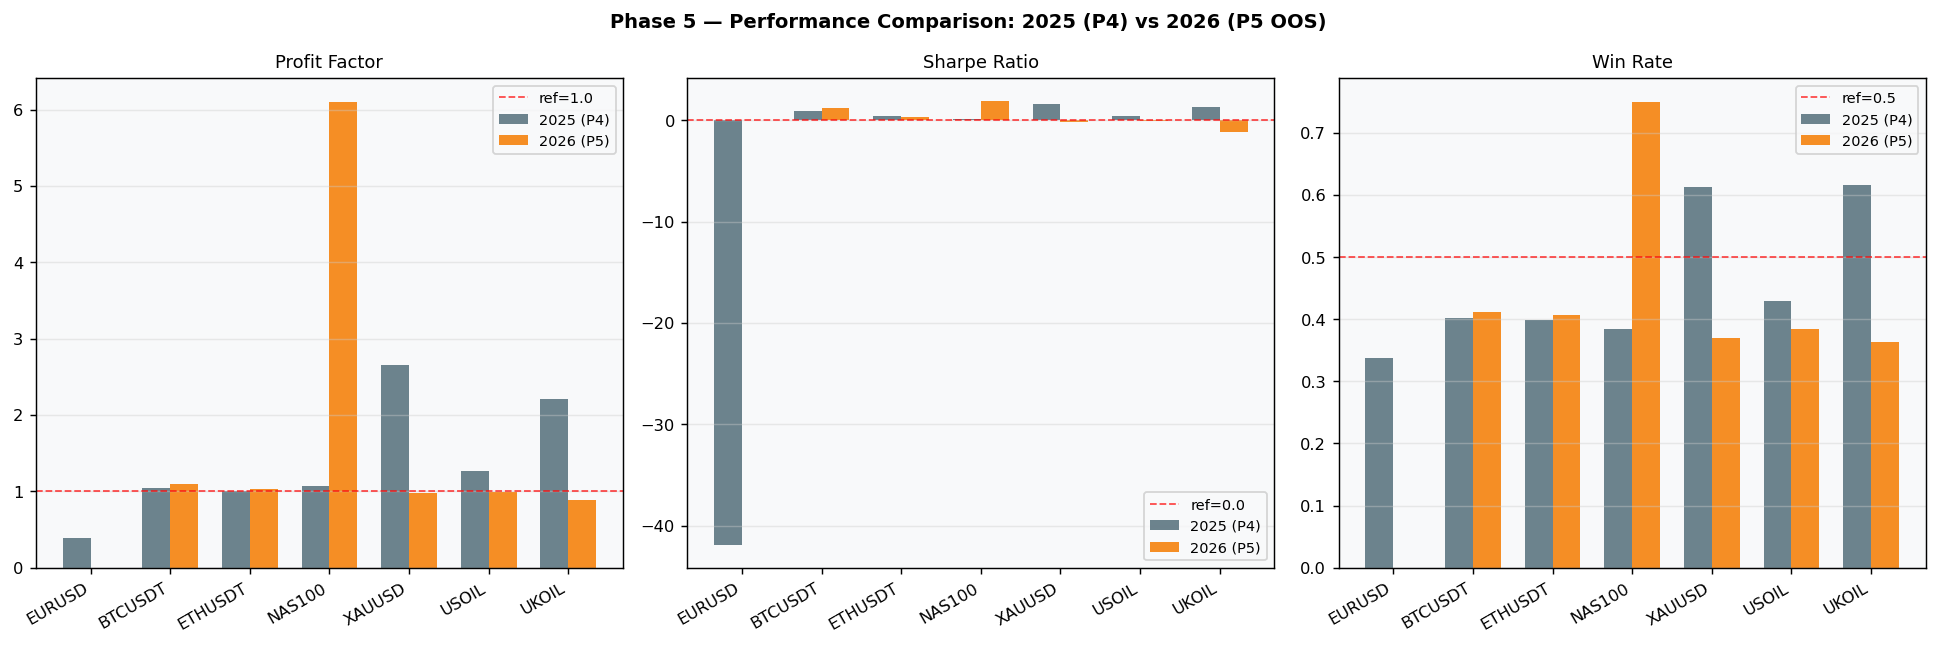 Phase 5 — Performance Comparison: 2025 (P4) vs 2026 (P5 OOS)
Profit Factor
ref=1.0
2025 (P4)
2026 (P5)
6
5
4
3
2
1
0
EURUSD
BTCUSDT
ETHUSDT
NAS100
XAUUSD
USOIL
UKOIL
Sharpe Ratio
0
−10
−20
−30
−40
ref=0.0
2025 (P4)
2026 (P5)
EURUSD
BTCUSDT
ETHUSDT
NAS100
XAUUSD
USOIL
UKOIL
Win Rate
ref=0.5
2025 (P4)
2026 (P5)
0.7
0.6
0.5
0.4
0.3
0.2
0.1
0.0
EURUSD
BTCUSDT
ETHUSDT
NAS100
XAUUSD
USOIL
UKOIL